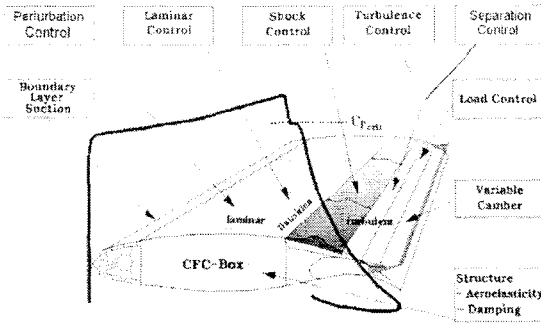 Perturbation
Control
Laminar
Control
Shock
Control
Turbulence
Control
Separation
Control
Boundary
Layer
Suction
Load Control
laminar
turbulent
Variable
Camber
CFC-Box
Structure
- Aeroelasticity
- Damping